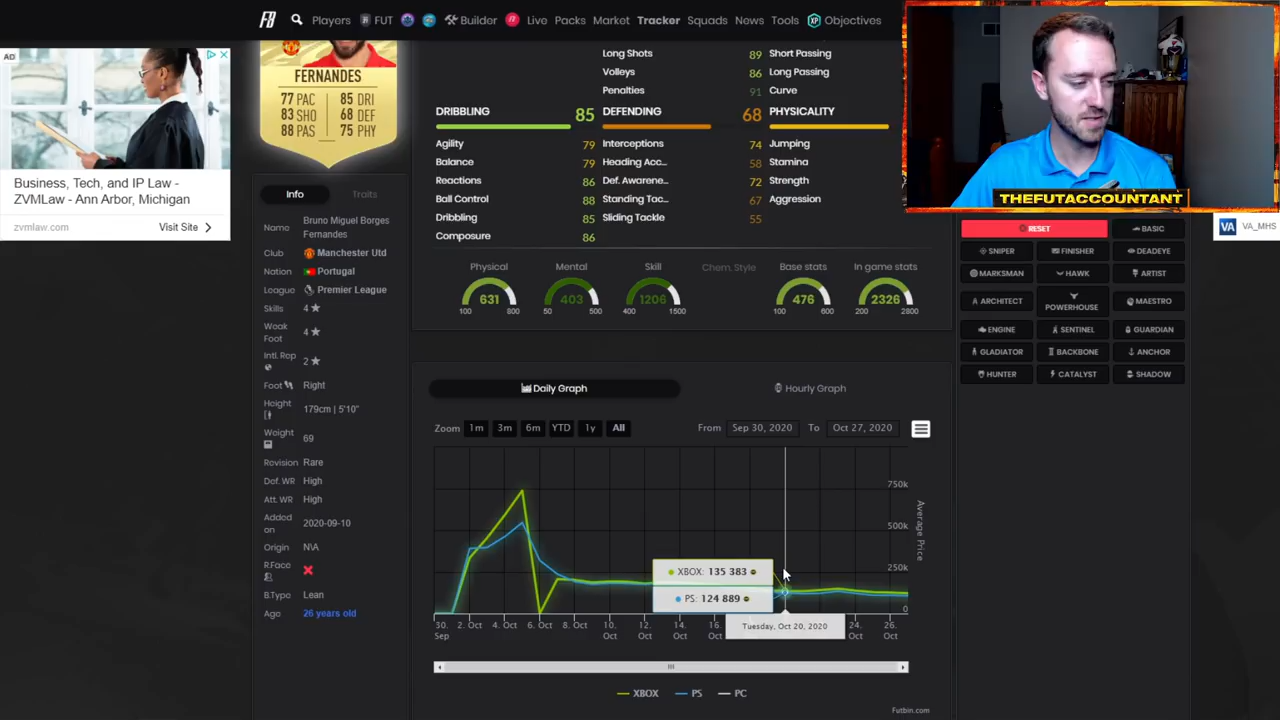 Players FUT Builder Live Packs Market Tracker Squads News Tools XP Objectives
AD
Business, Tech, and IP Law -
ZVMLaw - Ann Arbor, Michigan
zvmlaw.com Visit Site
FERNANDES
77 PAC 85 DRI
83 SHO 68 DEF
88 PAS 75 PHY
Info Traits
Name Bruno Miguel Borges
Fernandes
Club Manchester Utd
Nation Portugal
League Premier League
Skills 4
Weak
Foot 4
Intl. Rep 2
Foot Right
Height 179cm | 5'10"
Weight 69
Revision Rare
Def. WR High
Att. WR High
Added
on 2020-09-10
Origin N\A
R.Face
B.Type Lean
Age 26 years old
Long Shots 89 Short Passing
Volleys 86 Long Passing
Penalties 91 Curve
DRIBBLING 85 DEFENDING 68 PHYSICALITY
Agility 79 Interceptions 74 Jumping
Balance 79 Heading Acc... 58 Stamina
Reactions 86 Def. Awarene... 72 Strength
Ball Control 88 Standing Tac... 67 Aggression
Dribbling 85 Sliding Tackle 55
Composure 86
Physical Mental Skill Chem. Style Base stats In game stats
631 403 1206 476 2326
100 800 50 500 400 1500 100 600 200 2800
Daily Graph Hourly Graph
Zoom 1m 3m 6m YTD 1y All From Sep 30, 2020 To Oct 27, 2020
750k
500k
250k
0
Average Price
XBOX: 135 383
PS: 124 889
Tuesday, Oct 20, 2020
30. Sep 2. Oct 4. Oct 6. Oct 8. Oct 10. Oct 12. Oct 14. Oct 16. 24. Oct 26. Oct
XBOX PS PC
Futbin.com
THEFUTACCOUNTANT
RESET BASIC
SNIPER FINISHER DEADEYE
MARKSMAN HAWK ARTIST
ARCHITECT POWERHOUSE MAESTRO
ENGINE SENTINEL GUARDIAN
GLADIATOR BACKBONE ANCHOR
HUNTER CATALYST SHADOW
VA VA_MHS